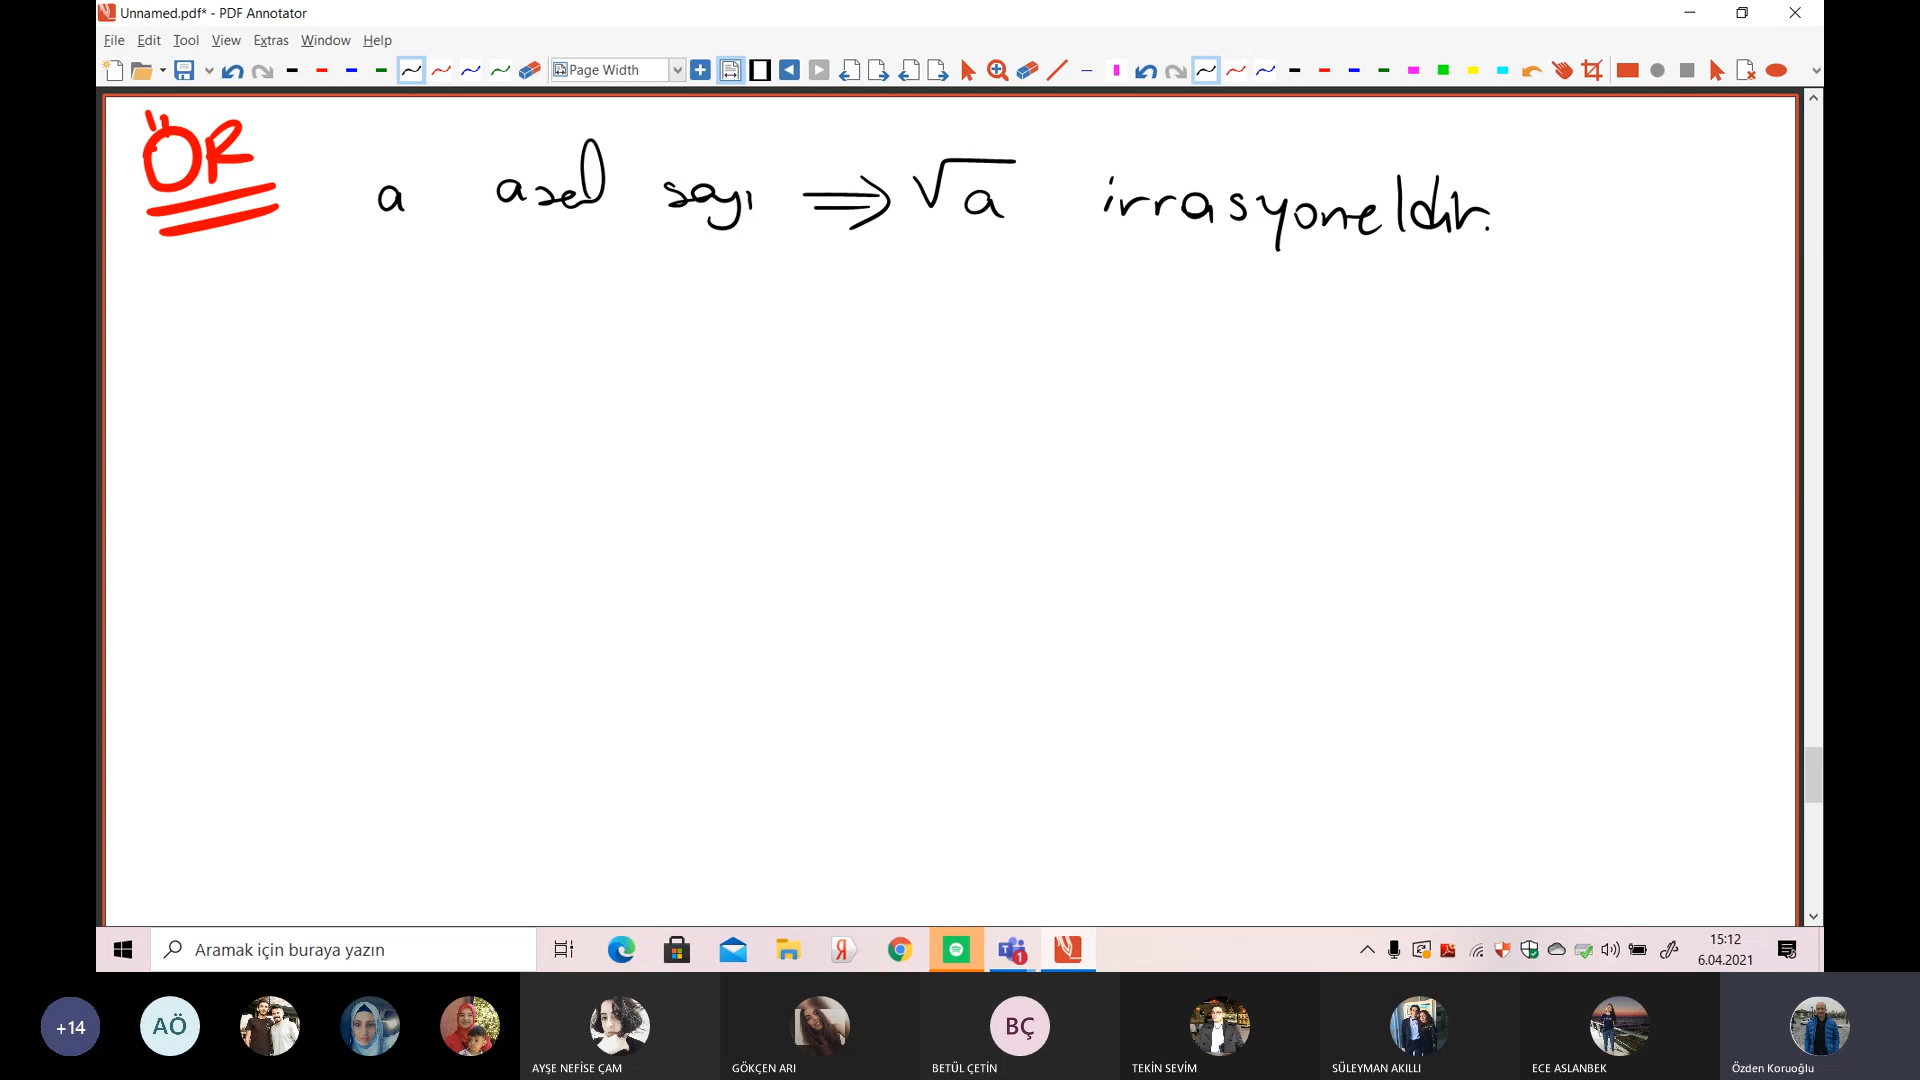 Unnamed.pdf* - PDF Annotator
File Edit Tool View Extras Window Help
Page Width
ÖR
a asal sayı ⟹ √a irrasyoneldir.
Aramak için buraya yazın
1
15:12
6.04.2021
+14
AÖ
BÇ
AYŞE NEFİSE ÇAM
GÖKÇEN ARI
BETÜL ÇETİN
TEKİN SEVİM
SÜLEYMAN AKILLI
ECE ASLANBEK
Özden Koruoğlu